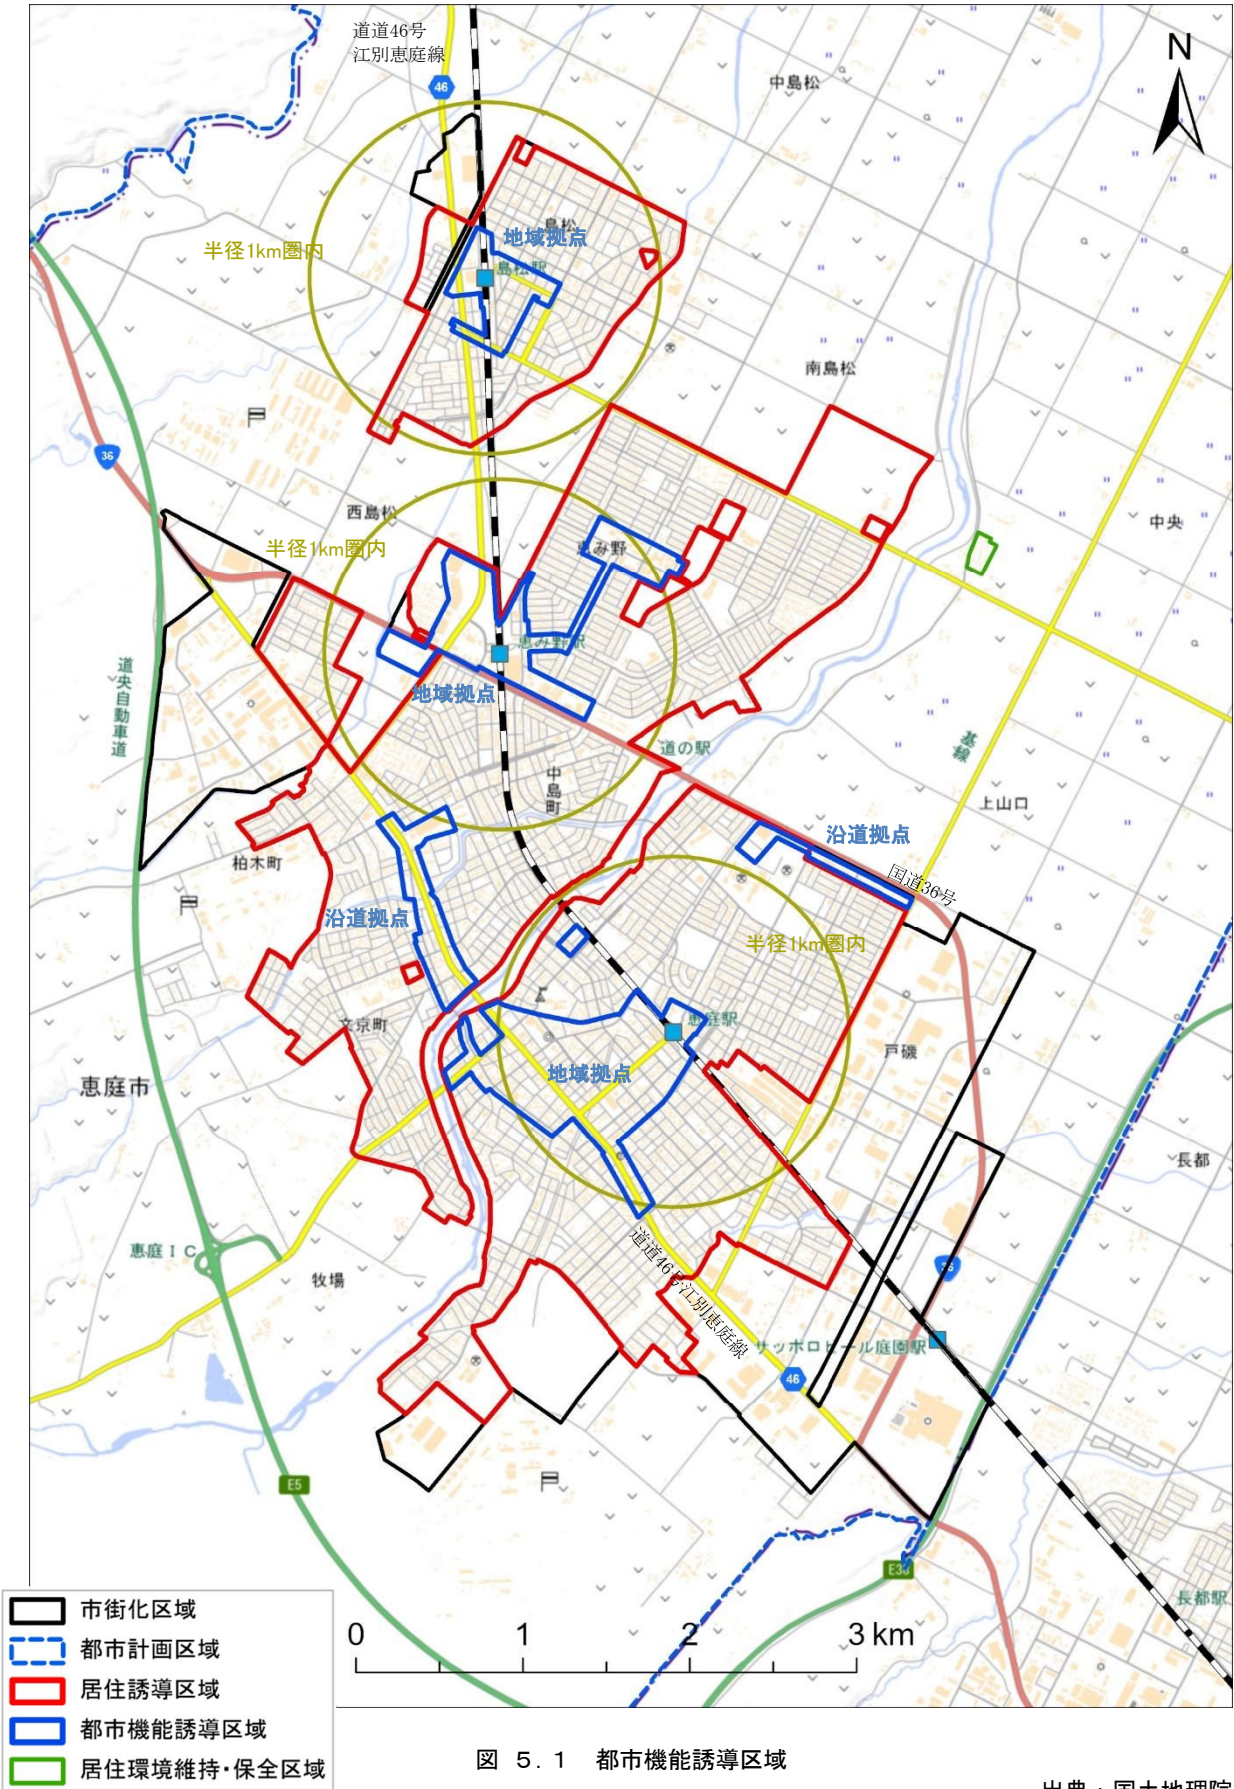 道道46号
江別恵庭線
N
46
中島松
島松
地域拠点
半径1km圏内
島松駅
南島松
36
西島松
中央
半径1km圏内
恵み野
恵み野駅
道央自動車道
地域拠点
道の駅
基線
中島町
上山口
沿道拠点
柏木町
国道36号
沿道拠点
半径1km圏内
恵庭駅
文京町
戸磯
地域拠点
恵庭市
長都
恵庭IC
牧場
道道46号江別恵庭線
36
サッポロビール庭園駅
46
E5
E38
長都駅
市街化区域
都市計画区域
居住誘導区域
都市機能誘導区域
居住環境維持・保全区域
0 1 2 3 km
図 5.1 都市機能誘導区域